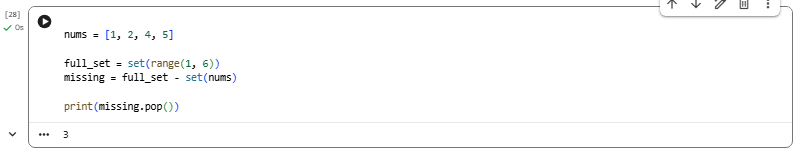 [28]
0s
nums = [1, 2, 4, 5]
full_set = set(range(1, 6))
missing = full_set - set(nums)
print(missing.pop())
3